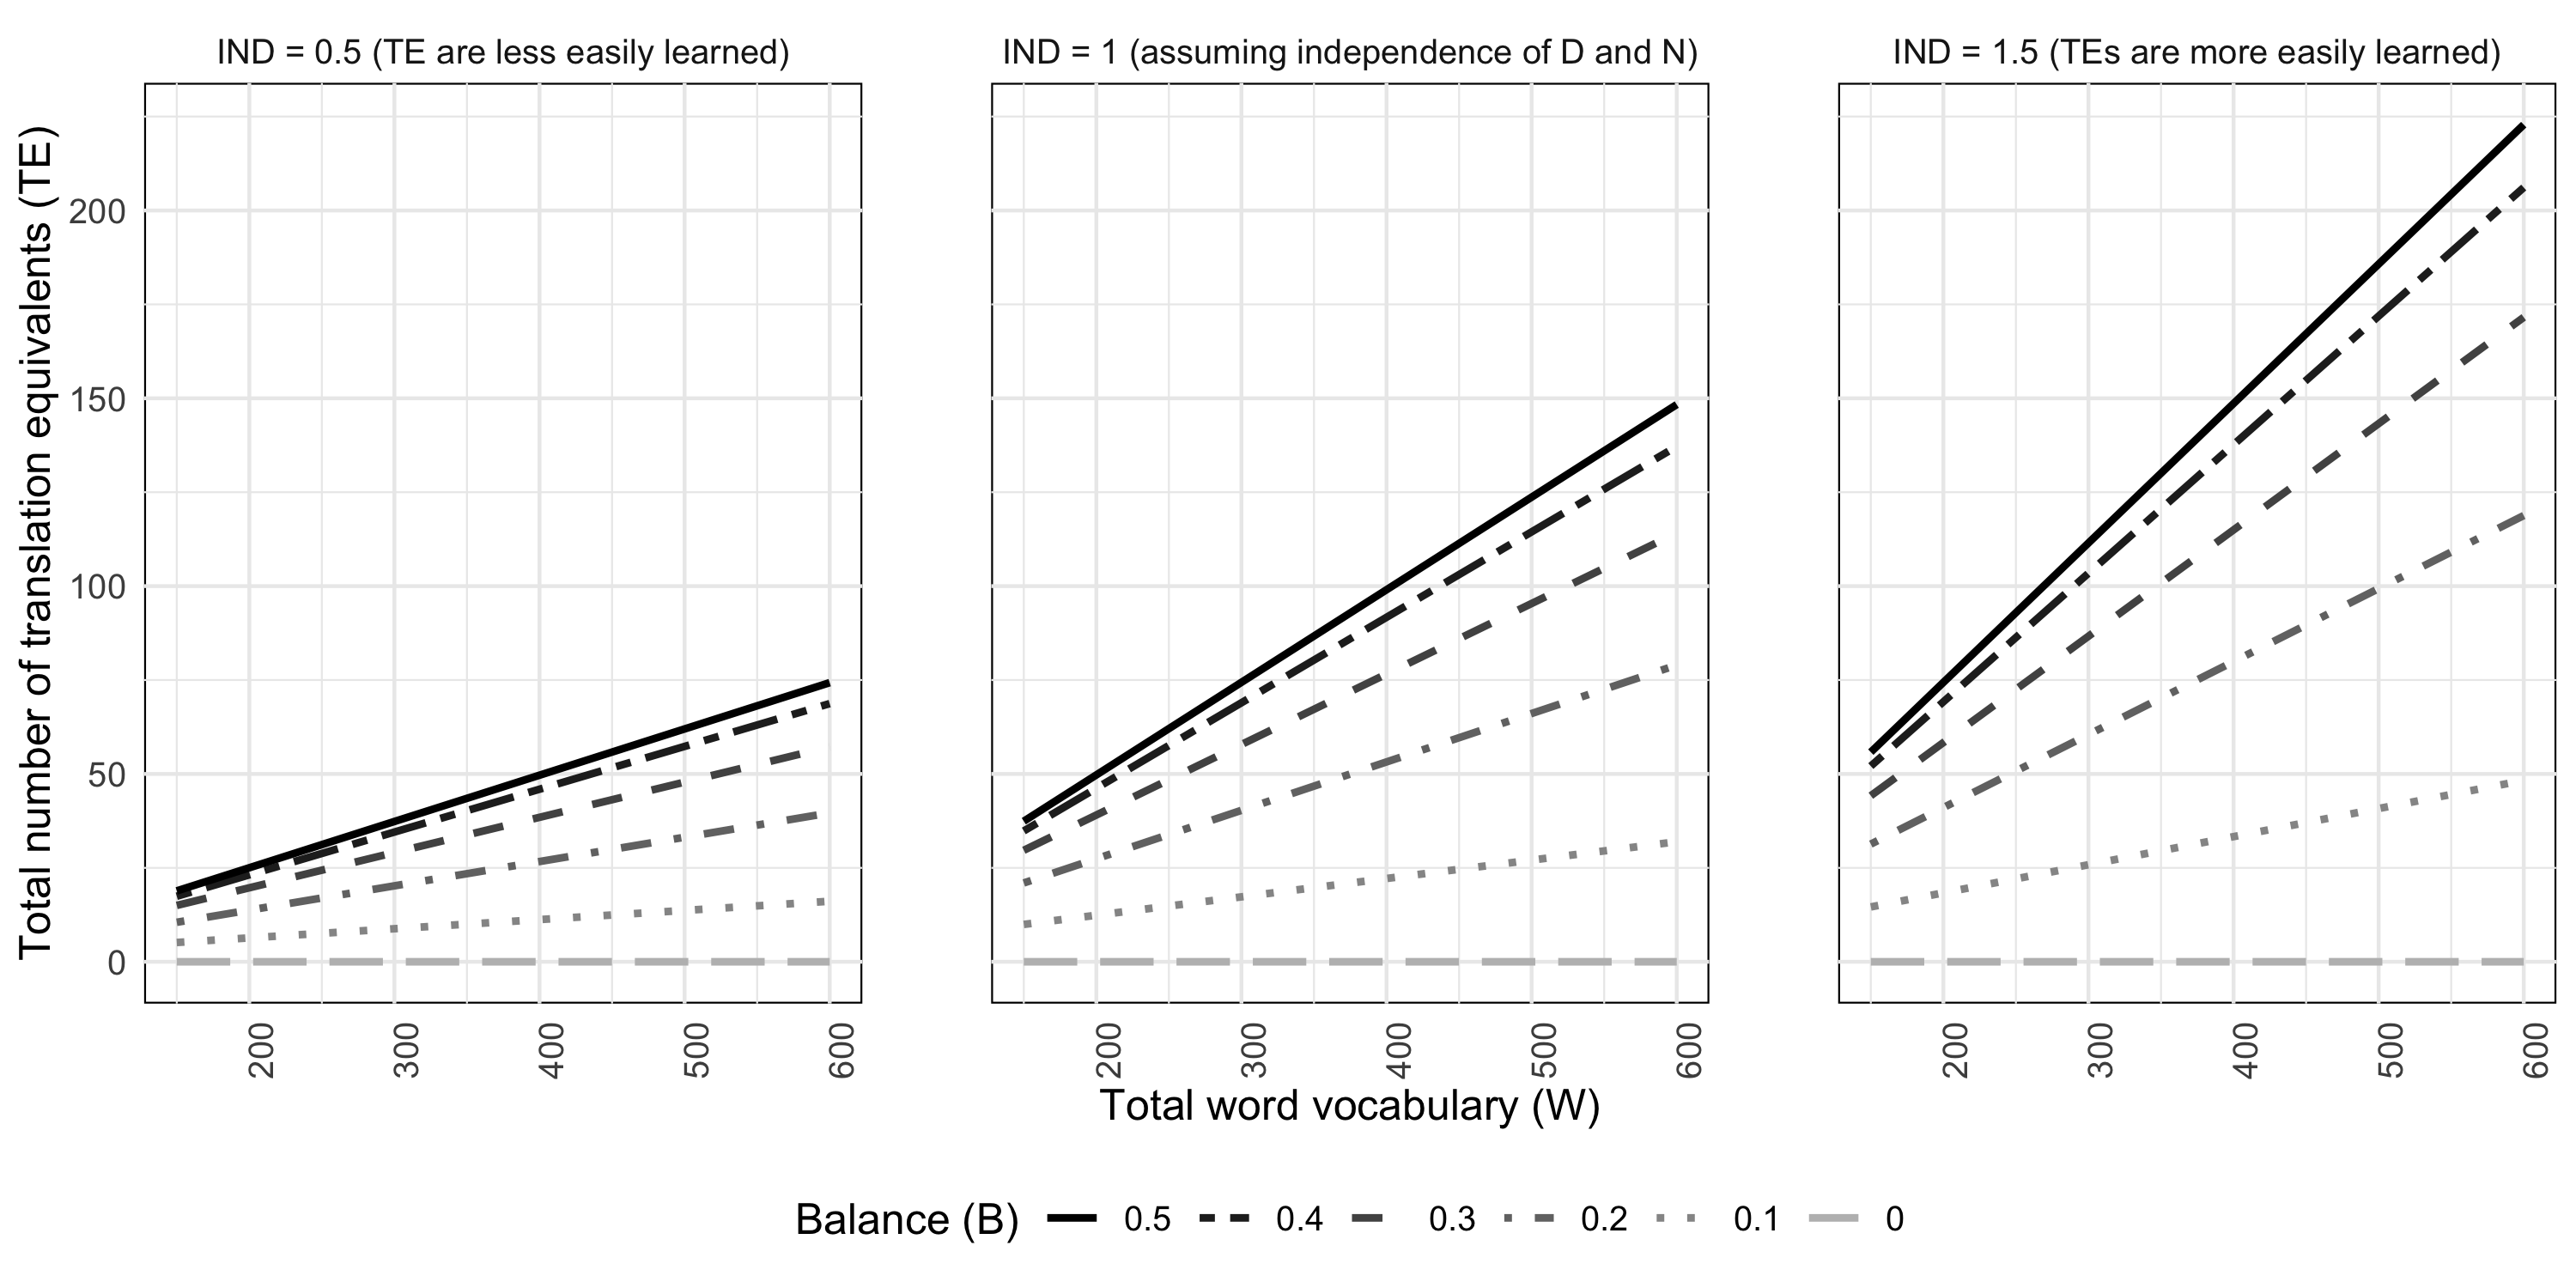 IND = 0.5 (TE are less easily learned)
IND = 1 (assuming independence of D and N)
IND = 1.5 (TEs are more easily learned)
Total number of translation equivalents (TE)
200
150
100
50
0
200 300 400 500 600
200 300 400 500 600
200 300 400 500 600
Total word vocabulary (W)
Balance (B) 0.5 0.4 0.3 0.2 0.1 0